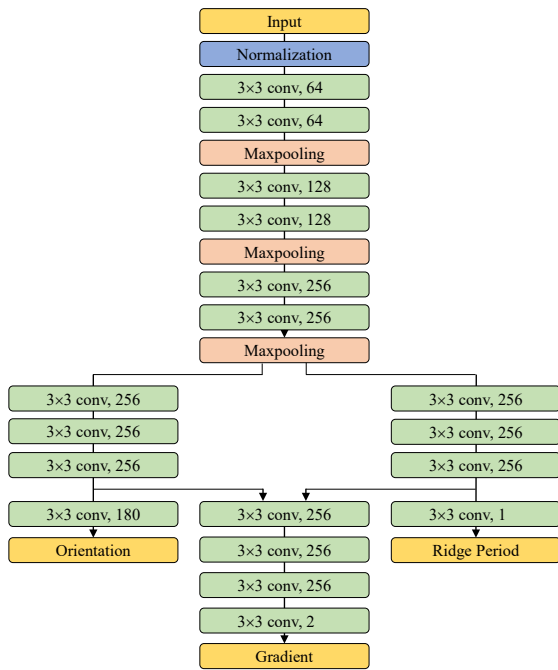 Input
Normalization
3×3 conv, 64
3×3 conv, 64
Maxpooling
3×3 conv, 128
3×3 conv, 128
Maxpooling
3×3 conv, 256
3×3 conv, 256
Maxpooling
3×3 conv, 256
3×3 conv, 256
3×3 conv, 256
3×3 conv, 180
Orientation
3×3 conv, 256
3×3 conv, 256
3×3 conv, 256
3×3 conv, 1
Ridge Period
3×3 conv, 256
3×3 conv, 256
3×3 conv, 256
3×3 conv, 2
Gradient